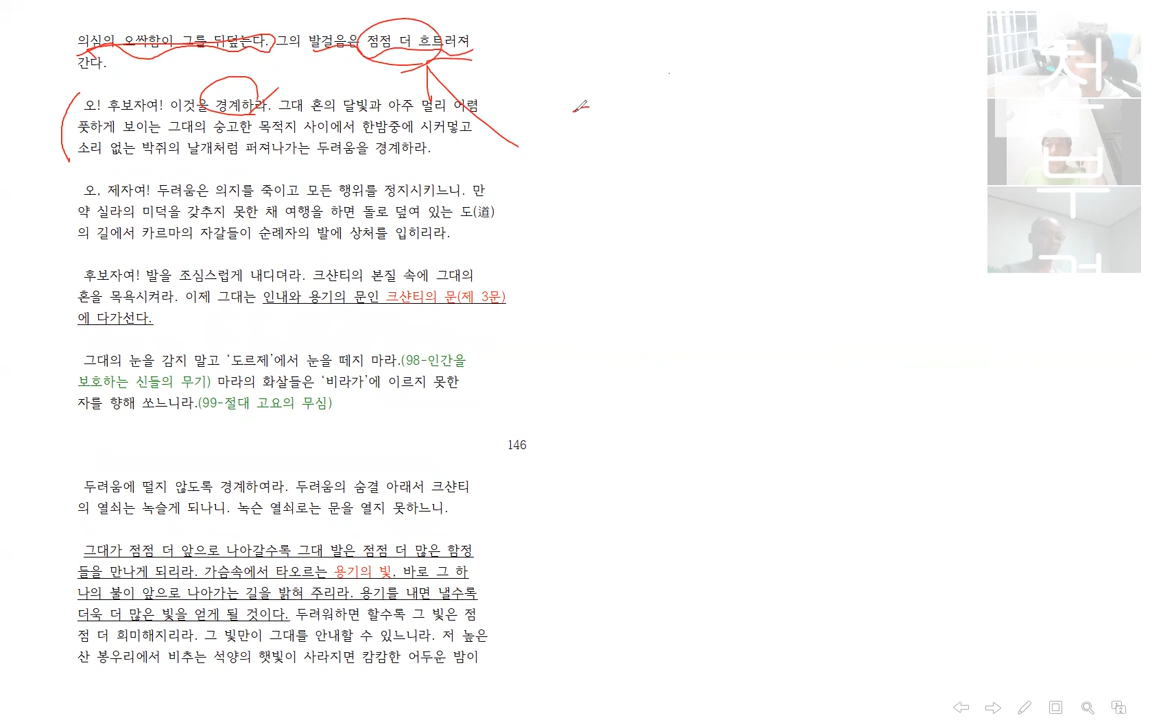 의심의 오싹함이 그를 뒤덮는다. 그의 발걸음은 점점 더 흐트러져
간다.
오! 후보자여! 이것을 경계하라. 그대 혼의 달빛과 아주 멀리 어렴
풋하게 보이는 그대의 숭고한 목적지 사이에서 한밤중에 시커멓고
소리 없는 박쥐의 날개처럼 퍼져나가는 두려움을 경계하라.
오, 제자여! 두려움은 의지를 죽이고 모든 행위를 정지시키느니. 만
약 실라의 미덕을 갖추지 못한 채 여행을 하면 돌로 덮여 있는 도(道)
의 길에서 카르마의 자갈들이 순례자의 발에 상처를 입히리라.
후보자여! 발을 조심스럽게 내디뎌라. 크샨티의 본질 속에 그대의
혼을 목욕시켜라. 이제 그대는 인내와 용기의 문인 크샨티의 문(제 3문)
에 다가선다.
그대의 눈을 감지 말고 '도르제'에서 눈을 떼지 마라.(98-인간을
보호하는 신들의 무기) 마라의 화살들은 '비라가'에 이르지 못한
자를 향해 쏘느니라.(99-절대 고요의 무심)
146
두려움에 떨지 않도록 경계하여라. 두려움의 숨결 아래서 크샨티
의 열쇠는 녹슬게 되나니. 녹슨 열쇠로는 문을 열지 못하느니.
그대가 점점 더 앞으로 나아갈수록 그대 발은 점점 더 많은 함정
들을 만나게 되리라. 가슴속에서 타오르는 용기의 빛. 바로 그 하
나의 불이 앞으로 나아가는 길을 밝혀 주리라. 용기를 내면 낼수록
더욱 더 많은 빛을 얻게 될 것이다. 두려워하면 할수록 그 빛은 점
점 더 희미해지리라. 그 빛만이 그대를 안내할 수 있느니라. 저 높은
산 봉우리에서 비추는 석양의 햇빛이 사라지면 캄캄한 어두운 밤이